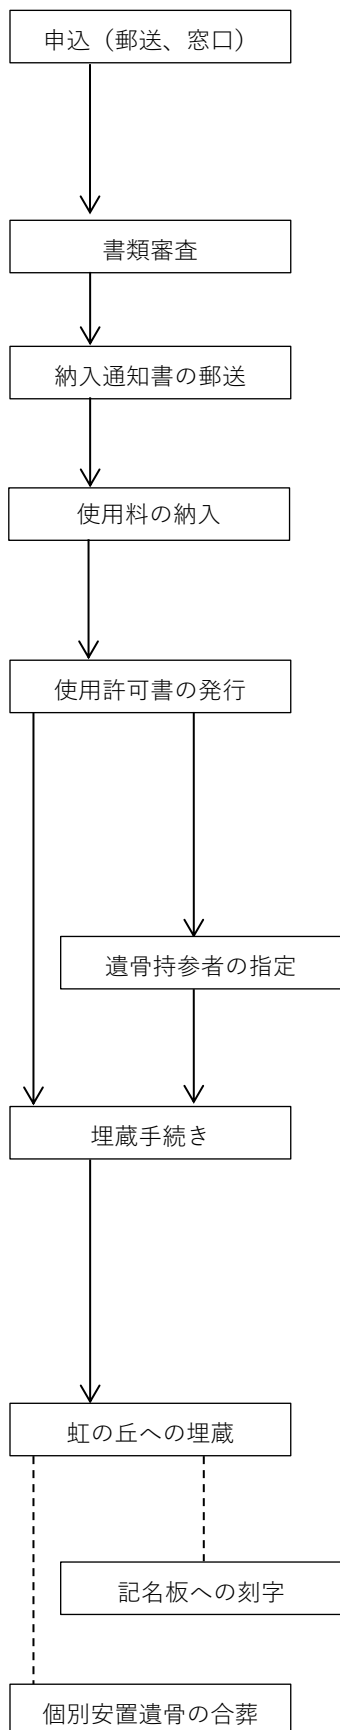 申込（郵送、窓口）
書類審査
納入通知書の郵送
使用料の納入
使用許可書の発行
遺骨持参者の指定
埋蔵手続き
虹の丘への埋蔵
記名板への刻字
個別安置遺骨の合葬